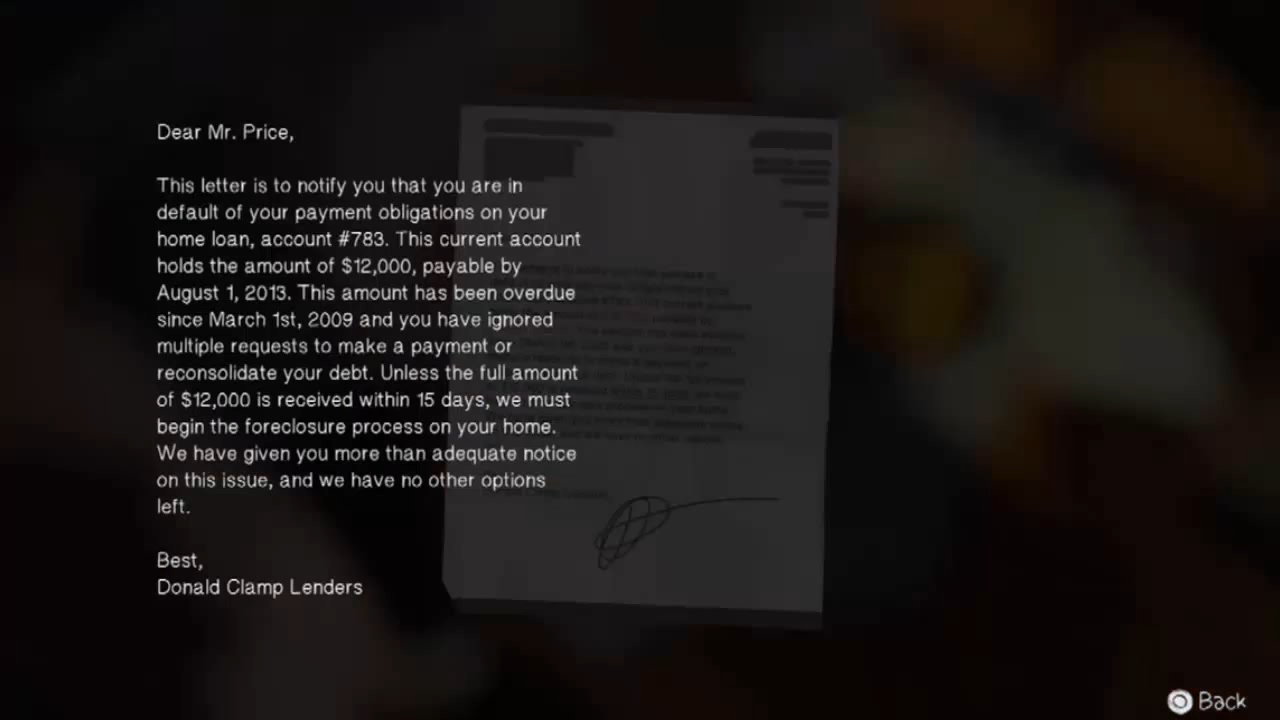 Dear Mr. Price,
This letter is to notify you that you are in
default of your payment obligations on your
home loan, account #783. This current account
holds the amount of $12,000, payable by
August 1, 2013. This amount has been overdue
since March 1st, 2009 and you have ignored
multiple requests to make a payment or
reconsolidate your debt. Unless the full amount
of $12,000 is received within 15 days, we must
begin the foreclosure process on your home.
We have given you more than adequate notice
on this issue, and we have no other options
left.
Best,
Donald Clamp Lenders
Back